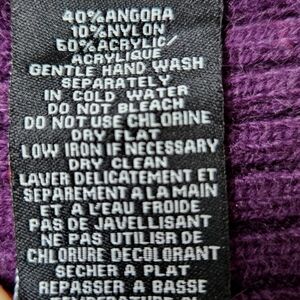 40%ANGORA
10%NYLON
50%ACRYLIC/
ACRYLIQUE
GENTLE HAND WASH
SEPARATELY
IN COLD WATER
DO NOT BLEACH
DO NOT USE CHLORINE
DRY FLAT
LOW IRON IF NECESSARY
DRY CLEAN
LAVER DELICATEMENT ET
SEPAREMENT A LA MAIN
ET A L'EAU FROIDE
PAS DE JAVELLISANT
NE PAS UTILISR DE
CHLORURE DECOLORANT
SECHER A PLAT
REPASSER A BASSE